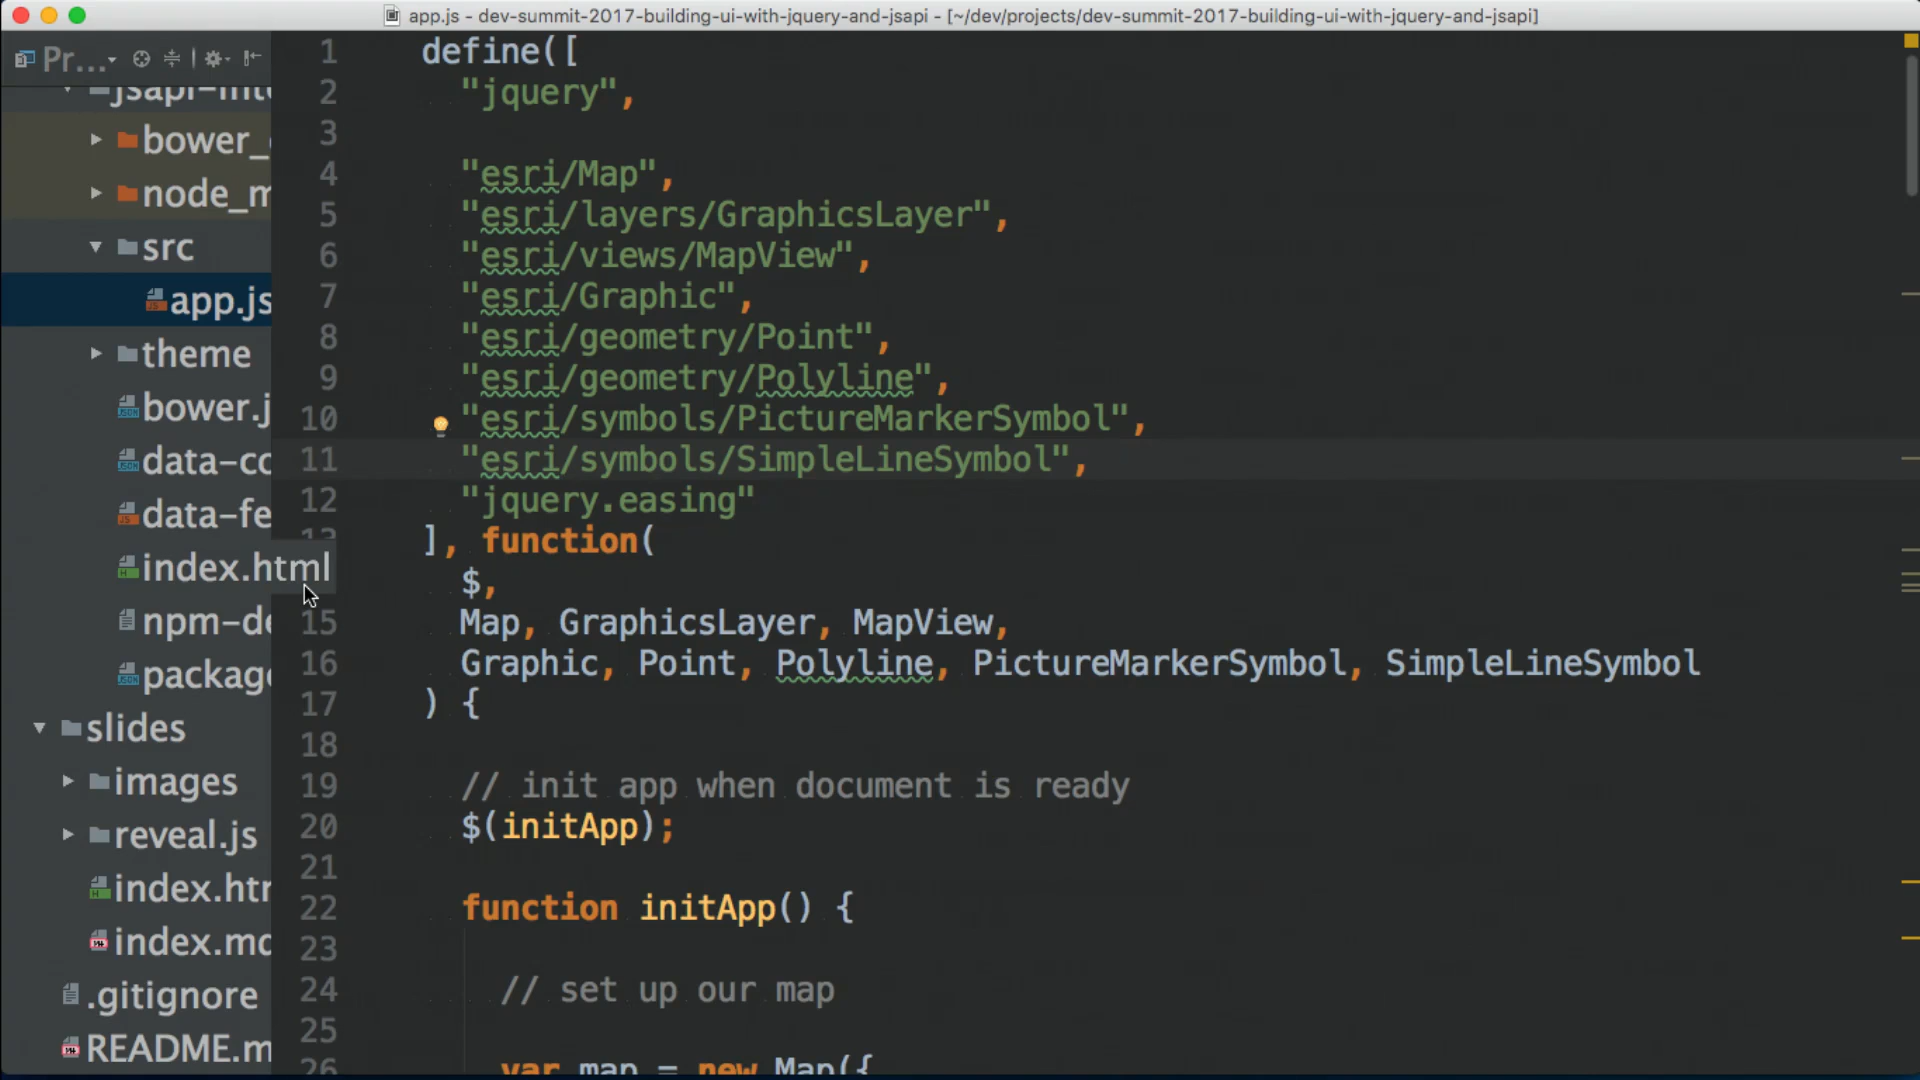 app.js - dev-summit-2017-building-ui-with-jquery-and-jsapi - [~/dev/projects/dev-summit-2017-building-ui-with-jquery-and-jsapi]
Pr...
bower_
node_m
src
app.js
theme
bower.j
data-co
data-fe
index.html
npm-de
package
slides
images
reveal.js
index.htm
index.md
.gitignore
README.m
1 define([
2 "jquery",
3
4 "esri/Map",
5 "esri/layers/GraphicsLayer",
6 "esri/views/MapView",
7 "esri/Graphic",
8 "esri/geometry/Point",
9 "esri/geometry/Polyline",
10 "esri/symbols/PictureMarkerSymbol",
11 "esri/symbols/SimpleLineSymbol",
12 "jquery.easing"
13 ], function(
$,
15 Map, GraphicsLayer, MapView,
16 Graphic, Point, Polyline, PictureMarkerSymbol, SimpleLineSymbol
17 ) {
18
19 // init app when document is ready
20 $(initApp);
21
22 function initApp() {
23
24 // set up our map
25
26 var map = new Map({